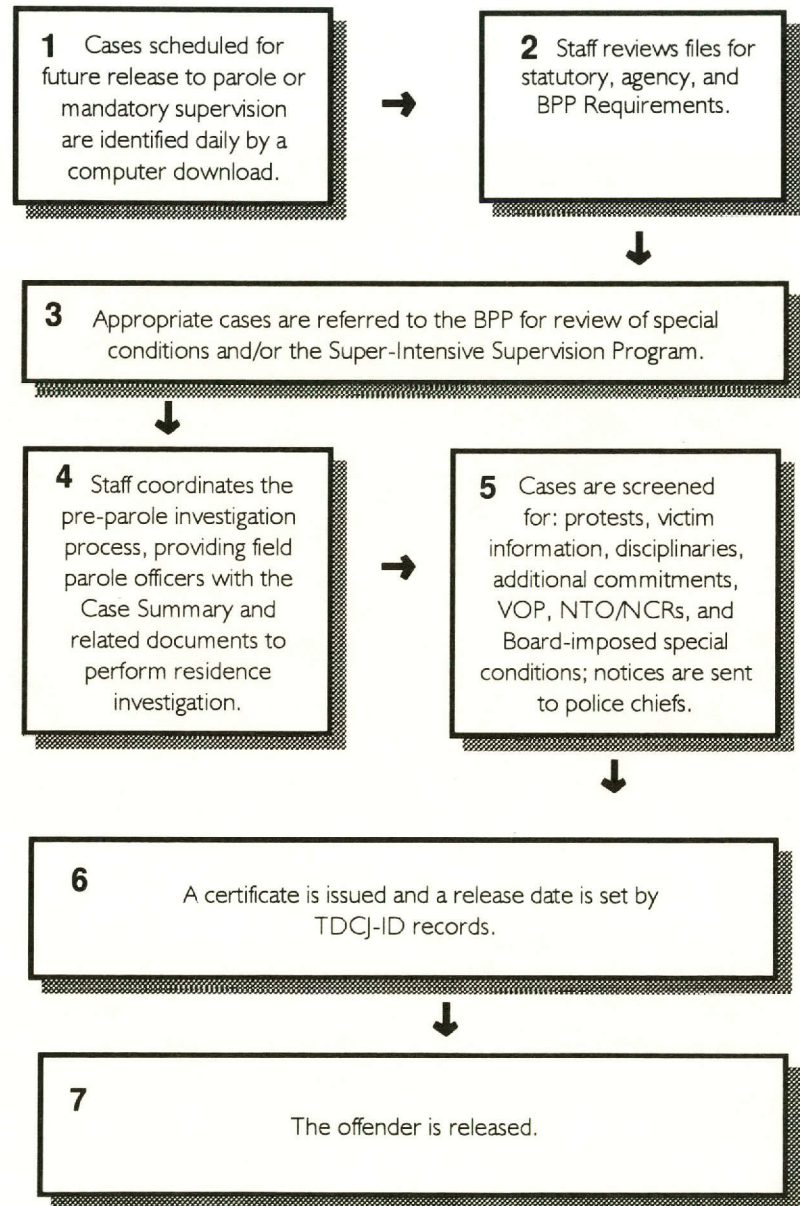 1 Cases scheduled for
future release to parole or
mandatory supervision
are identified daily by a
computer download.
2 Staff reviews files for
statutory, agency, and
BPP Requirements.
3 Appropriate cases are referred to the BPP for review of special
conditions and/or the Super-Intensive Supervision Program.
4 Staff coordinates the
pre-parole investigation
process, providing field
parole officers with the
Case Summary and
related documents to
perform residence
investigation.
5 Cases are screened
for: protests, victim
information, disciplinaries,
additional commitments,
VOP, NTO/NCRs, and
Board-imposed special
conditions; notices are sent
to police chiefs.
6 A certificate is issued and a release date is set by
TDCJ-ID records.
7 The offender is released.